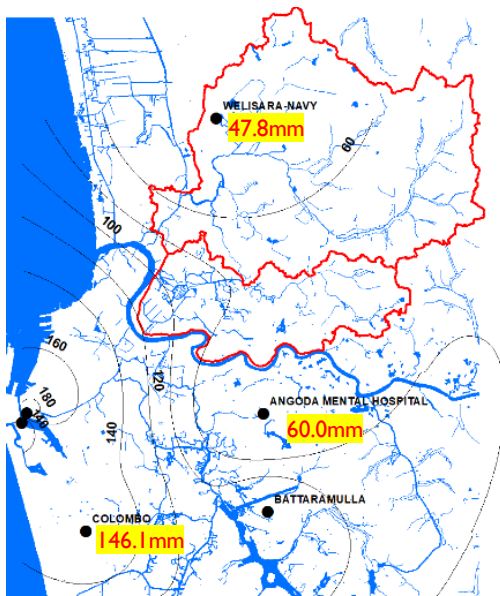 WELISARA-NAVY
47.8mm
60
100
160
180
140
120
140
ANGODA MENTAL HOSPITAL
60.0mm
BATTARAMULLA
COLOMBO
146.1mm